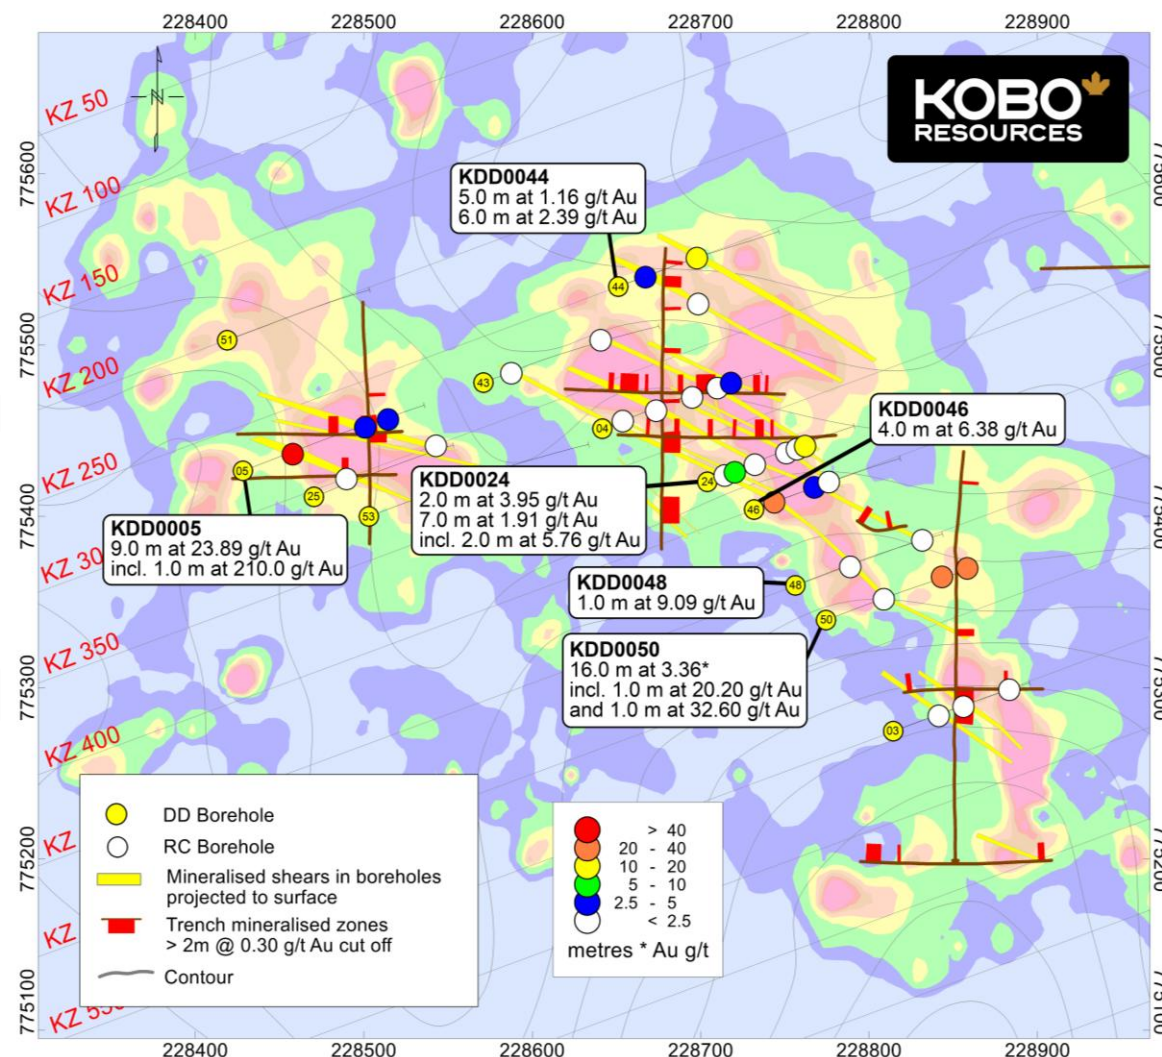 228400 228500 228600 228700 228800 228900
KOBO
RESOURCES
N
KZ 50
KZ 100
KZ 150
KZ 200
KZ 250
KZ 30
KZ 350
KZ 400
KZ
KZ
KZ 55
775600
775500
775400
775300
775200
775100
KDD0044
5.0 m at 1.16 g/t Au
6.0 m at 2.39 g/t Au
44
51
43
04
KDD0046
4.0 m at 6.38 g/t Au
05
25
53
24
46
KDD0024
2.0 m at 3.95 g/t Au
7.0 m at 1.91 g/t Au
incl. 2.0 m at 5.76 g/t Au
KDD0005
9.0 m at 23.89 g/t Au
incl. 1.0 m at 210.0 g/t Au
KDD0048
1.0 m at 9.09 g/t Au
48
50
KDD0050
16.0 m at 3.36*
incl. 1.0 m at 20.20 g/t Au
and 1.0 m at 32.60 g/t Au
03
DD Borehole
RC Borehole
Mineralised shears in boreholes
projected to surface
Trench mineralised zones
> 2m @ 0.30 g/t Au cut off
Contour
> 40
20 - 40
10 - 20
5 - 10
2.5 - 5
< 2.5
metres * Au g/t
228400 228500 228600 228700 228800 228900